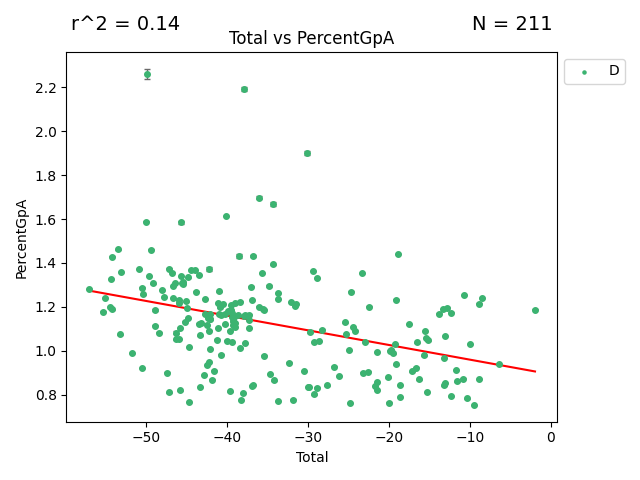 r^2 = 0.14
N = 211
Total vs PercentGpA
D
PercentGpA
2.2
2.0
1.8
1.6
1.4
1.2
1.0
0.8
−50 −40 −30 −20 −10 0
Total